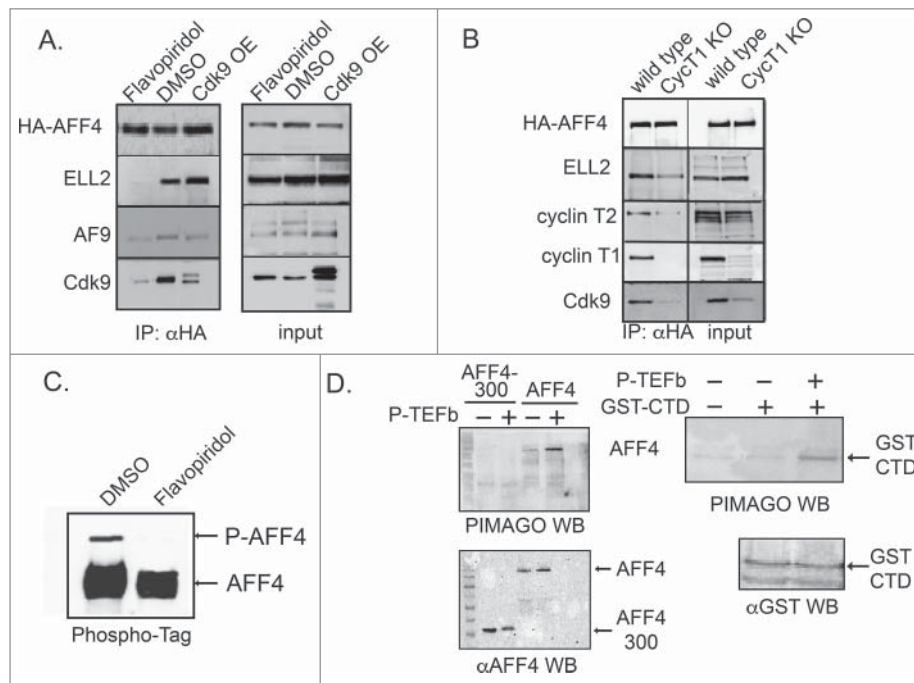 A.
Flavopiridol
DMSO
Cdk9 OE
Flavopiridol
DMSO
Cdk9 OE
HA-AFF4
ELL2
AF9
Cdk9
IP: αHA
input
B
wild type
CycT1 KO
wild type
CycT1 KO
HA-AFF4
ELL2
cyclin T2
cyclin T1
Cdk9
IP: αHA
input
C.
DMSO
Flavopiridol
P-AFF4
AFF4
Phospho-Tag
D.
AFF4-
300
AFF4
P-TEFb
− + − +
PIMAGO WB
AFF4
AFF4
300
αAFF4 WB
P-TEFb − − +
GST-CTD − + +
AFF4
GST
CTD
PIMAGO WB
GST
CTD
αGST WB